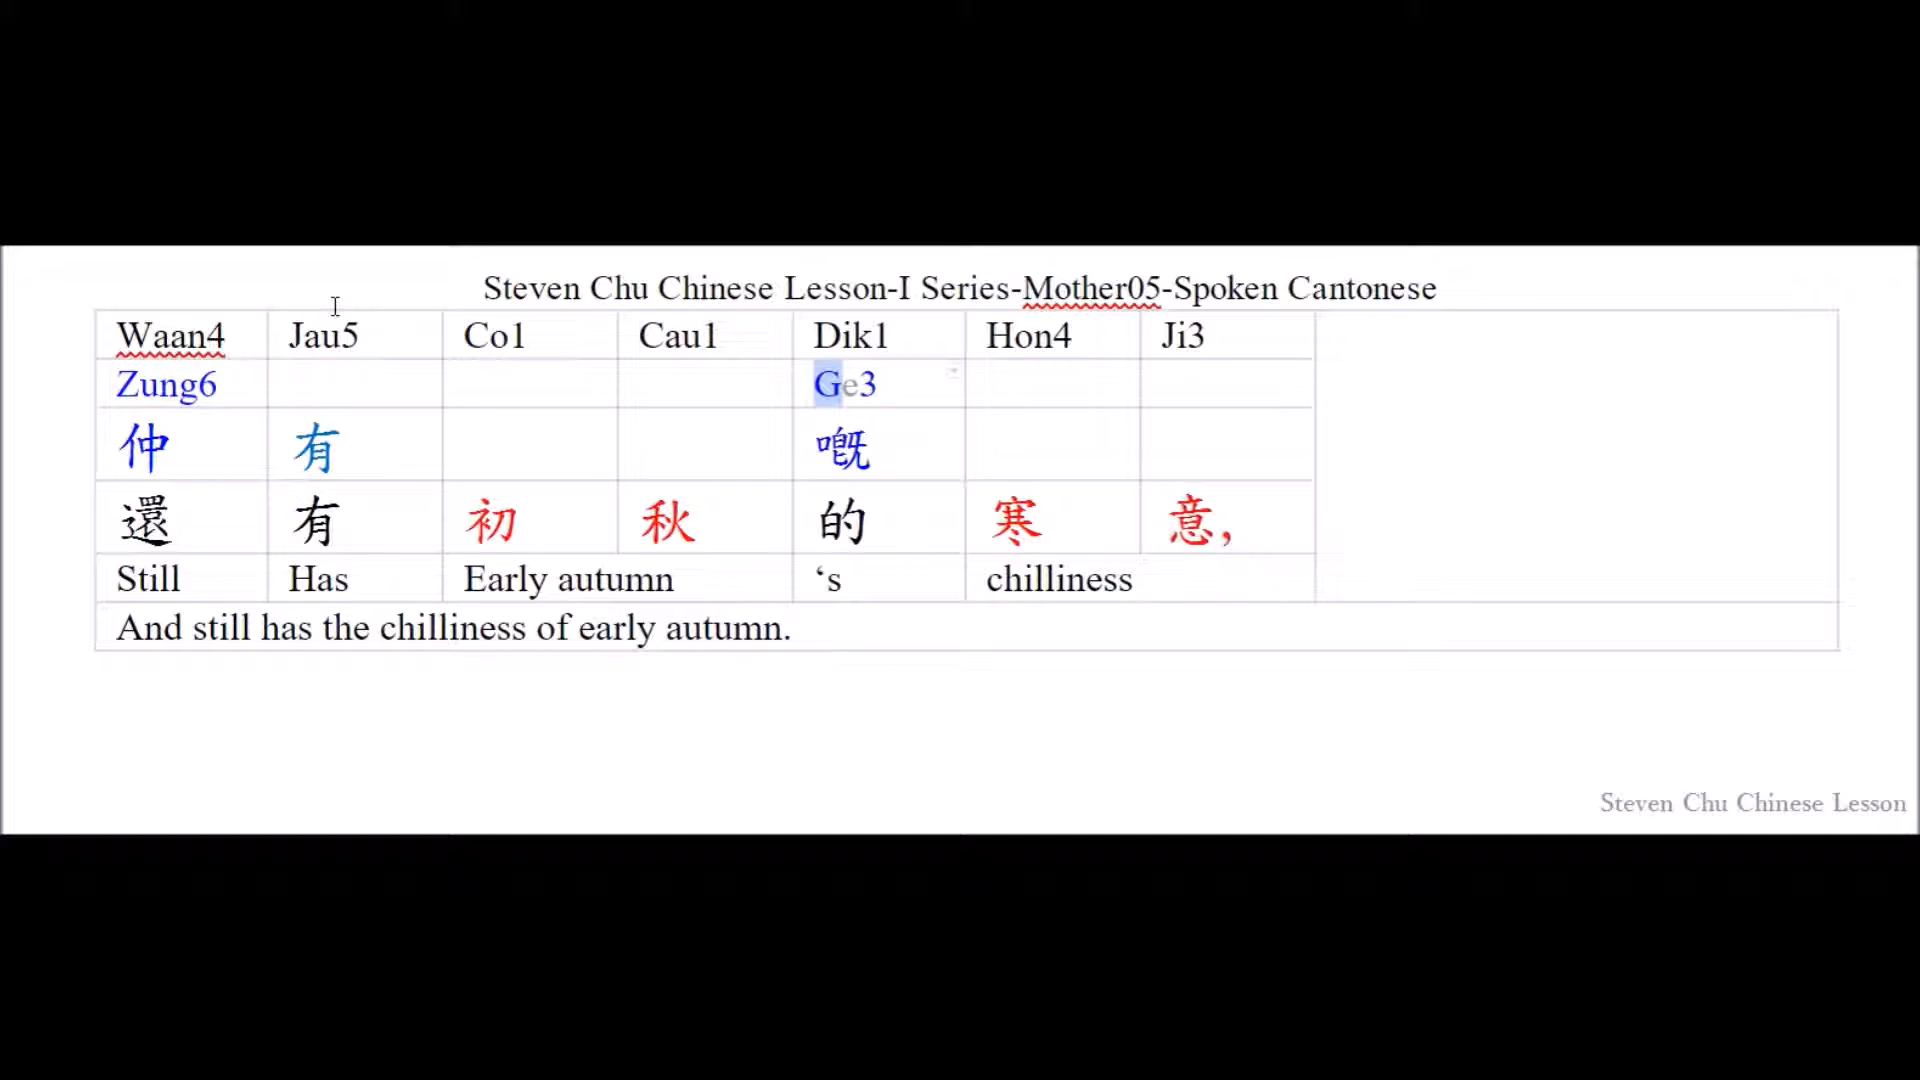 Steven Chu Chinese Lesson-I Series-Mother05-Spoken Cantonese
Waan4 Jau5 Co1 Cau1 Dik1 Hon4 Ji3
Zung6 Ge3
仲 有 嘅
還 有 初 秋 的 寒 意,
Still Has Early autumn ‘s chilliness
And still has the chilliness of early autumn.
Steven Chu Chinese Lesson